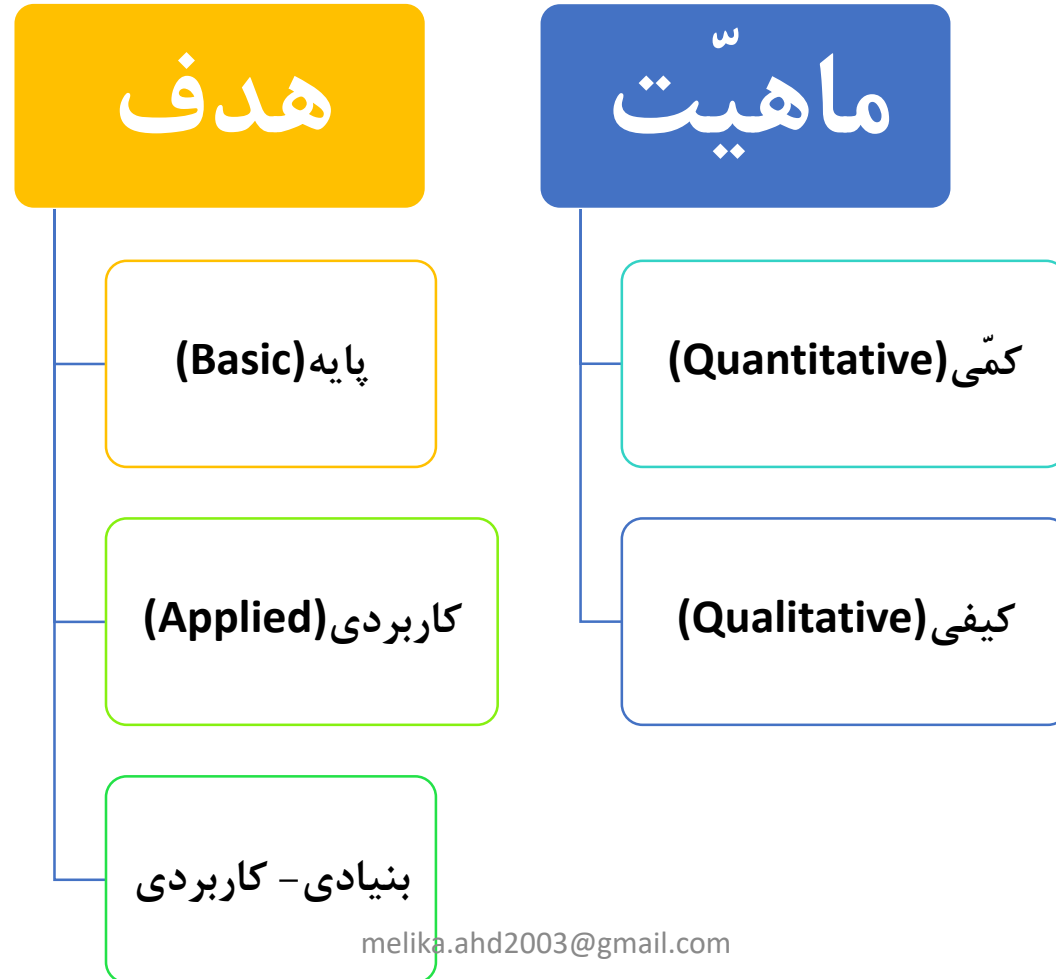 ماهیّت
کمّی(Quantitative)
کیفی(Qualitative)
هدف
پایه(Basic)
کاربردی(Applied)
بنیادی- کاربردی
melika.ahd2003@gmail.com